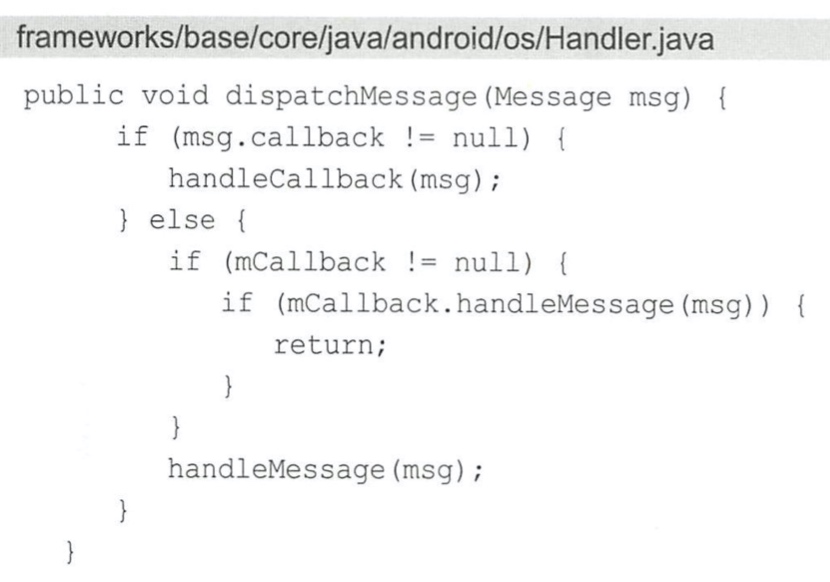 frameworks/base/core/java/android/os/Handler.java
public void dispatchMessage(Message msg) {
if (msg.callback != null) {
handleCallback(msg);
} else {
if (mCallback != null) {
if (mCallback.handleMessage(msg)) {
return;
}
}
handleMessage(msg);
}
}